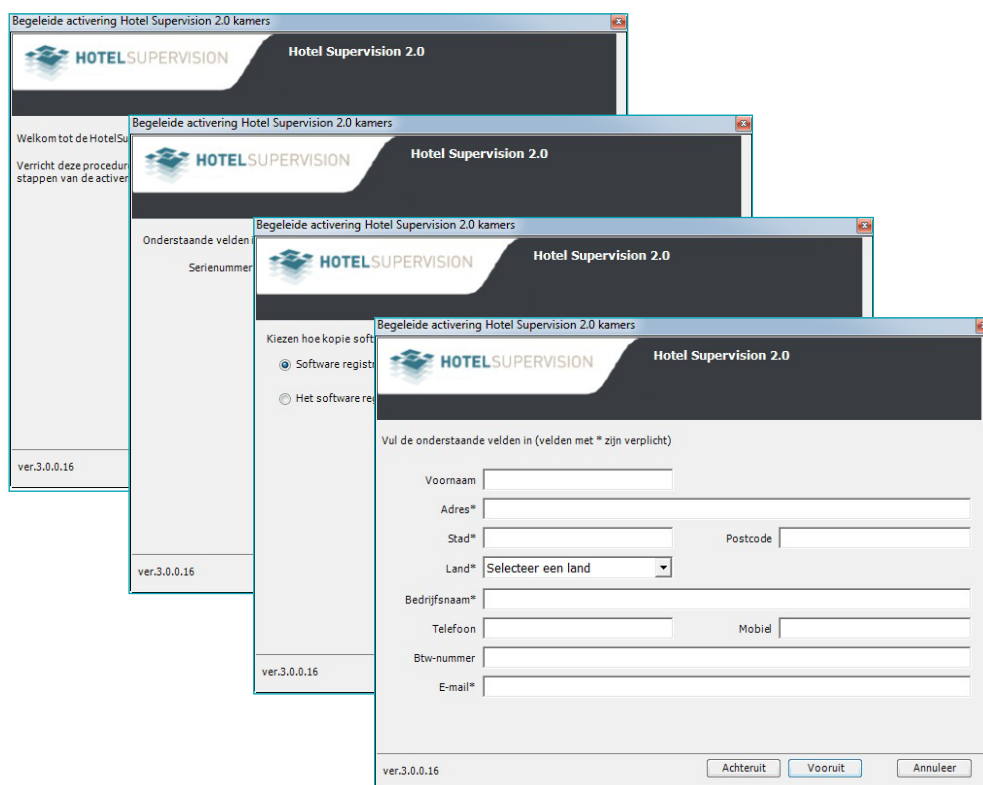 Begeleide activering Hotel Supervision 2.0 kamers
HOTELSUPERVISION
Hotel Supervision 2.0
Welkom tot de HotelSu
Verricht deze procedur
stappen van de activer
ver.3.0.0.16
Begeleide activering Hotel Supervision 2.0 kamers
HOTELSUPERVISION
Hotel Supervision 2.0
Onderstaande velden i
Serienummer
ver.3.0.0.16
Begeleide activering Hotel Supervision 2.0 kamers
HOTELSUPERVISION
Hotel Supervision 2.0
Kiezen hoe kopie soft
Software registr
Het software reg
ver.3.0.0.16
Begeleide activering Hotel Supervision 2.0 kamers
HOTELSUPERVISION
Hotel Supervision 2.0
Vul de onderstaande velden in (velden met * zijn verplicht)
Voornaam
Adres*
Stad* Postcode
Land* Selecteer een land
Bedrijfsnaam*
Telefoon Mobiel
Btw-nummer
E-mail*
ver.3.0.0.16 Achteruit Vooruit Annuleer